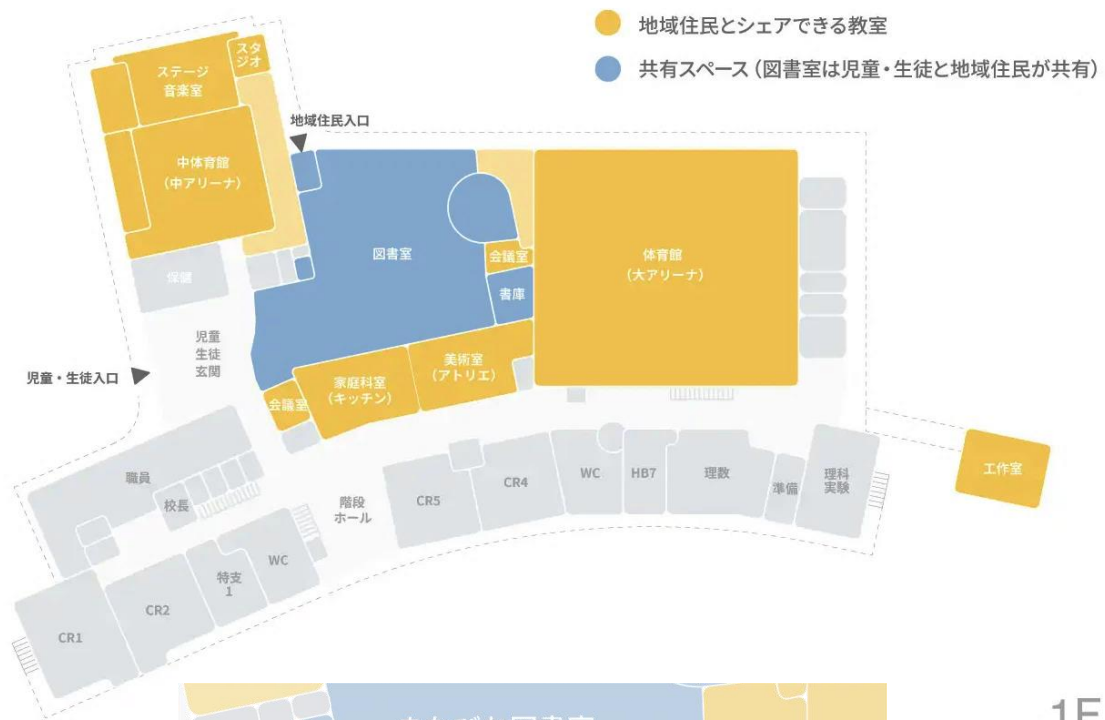 地域住民とシェアできる教室
共有スペース（図書室は児童・生徒と地域住民が共有）
スタ
ジオ
ステージ
音楽室
地域住民入口
中体育館
（中アリーナ）
図書室
会議室
体育館
（大アリーナ）
保健
書庫
児童
生徒
玄関
美術室
（アトリエ）
児童・生徒入口
家庭科室
（キッチン）
会議室
職員
校長
階段
ホール
CR5
CR4
WC
HB7
理数
準備
理科
実験
工作室
WC
特支
1
CR2
CR1
1F